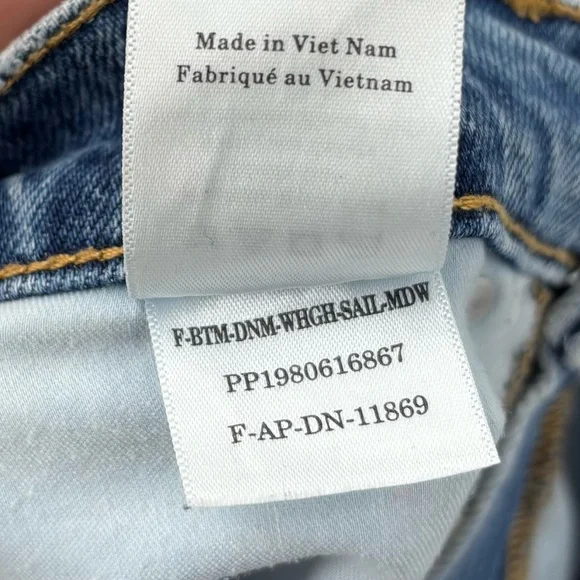 Made in Viet Nam
Fabriqué au Vietnam
F-BTM-DNM-WHGH-SAIL-MDW
PP1980616867
F-AP-DN-11869